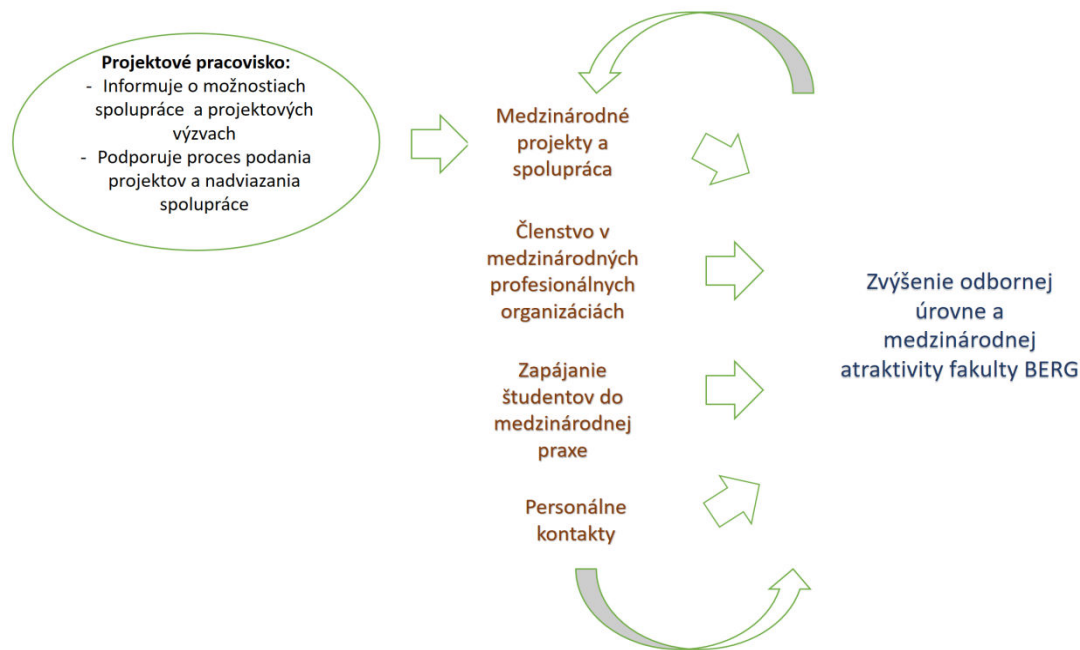 Projektové pracovisko:
- Informuje o možnostiach
spolupráce a projektových
výzvach
- Podporuje proces podania
projektov a nadviazania
spolupráce
Medzinárodné
projekty a
spolupráca
Členstvo v
medzinárodných
profesionálnych
organizáciách
Zapájanie
študentov do
medzinárodnej
praxe
Personálne
kontakty
Zvýšenie odbornej
úrovne a
medzinárodnej
atraktivity fakulty BERG